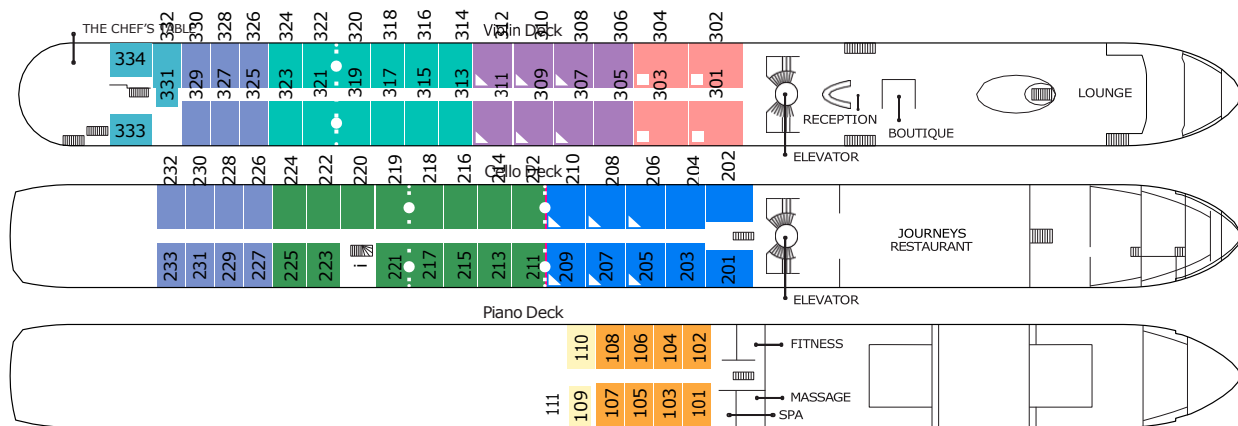 332 330 328 326 324 322 320 318 316 314 312 310 308 306 304 302
THE CHEF'S TABLE
Violin Deck
334 331 329 327 325 323 321 319 317 315 313 311 309 307 305 303 301
LOUNGE
RECEPTION
333
BOUTIQUE
ELEVATOR
232 230 228 226 224 222 220 219 218 216 214 212 210 208 206 204 202
Cello Deck
JOURNEYS
RESTAURANT
233 231 229 227 225 223 i 221 217 215 213 211 209 207 205 203 201
ELEVATOR
Piano Deck
110 108 106 104 102
FITNESS
111 109 107 105 103 101
MASSAGE
SPA